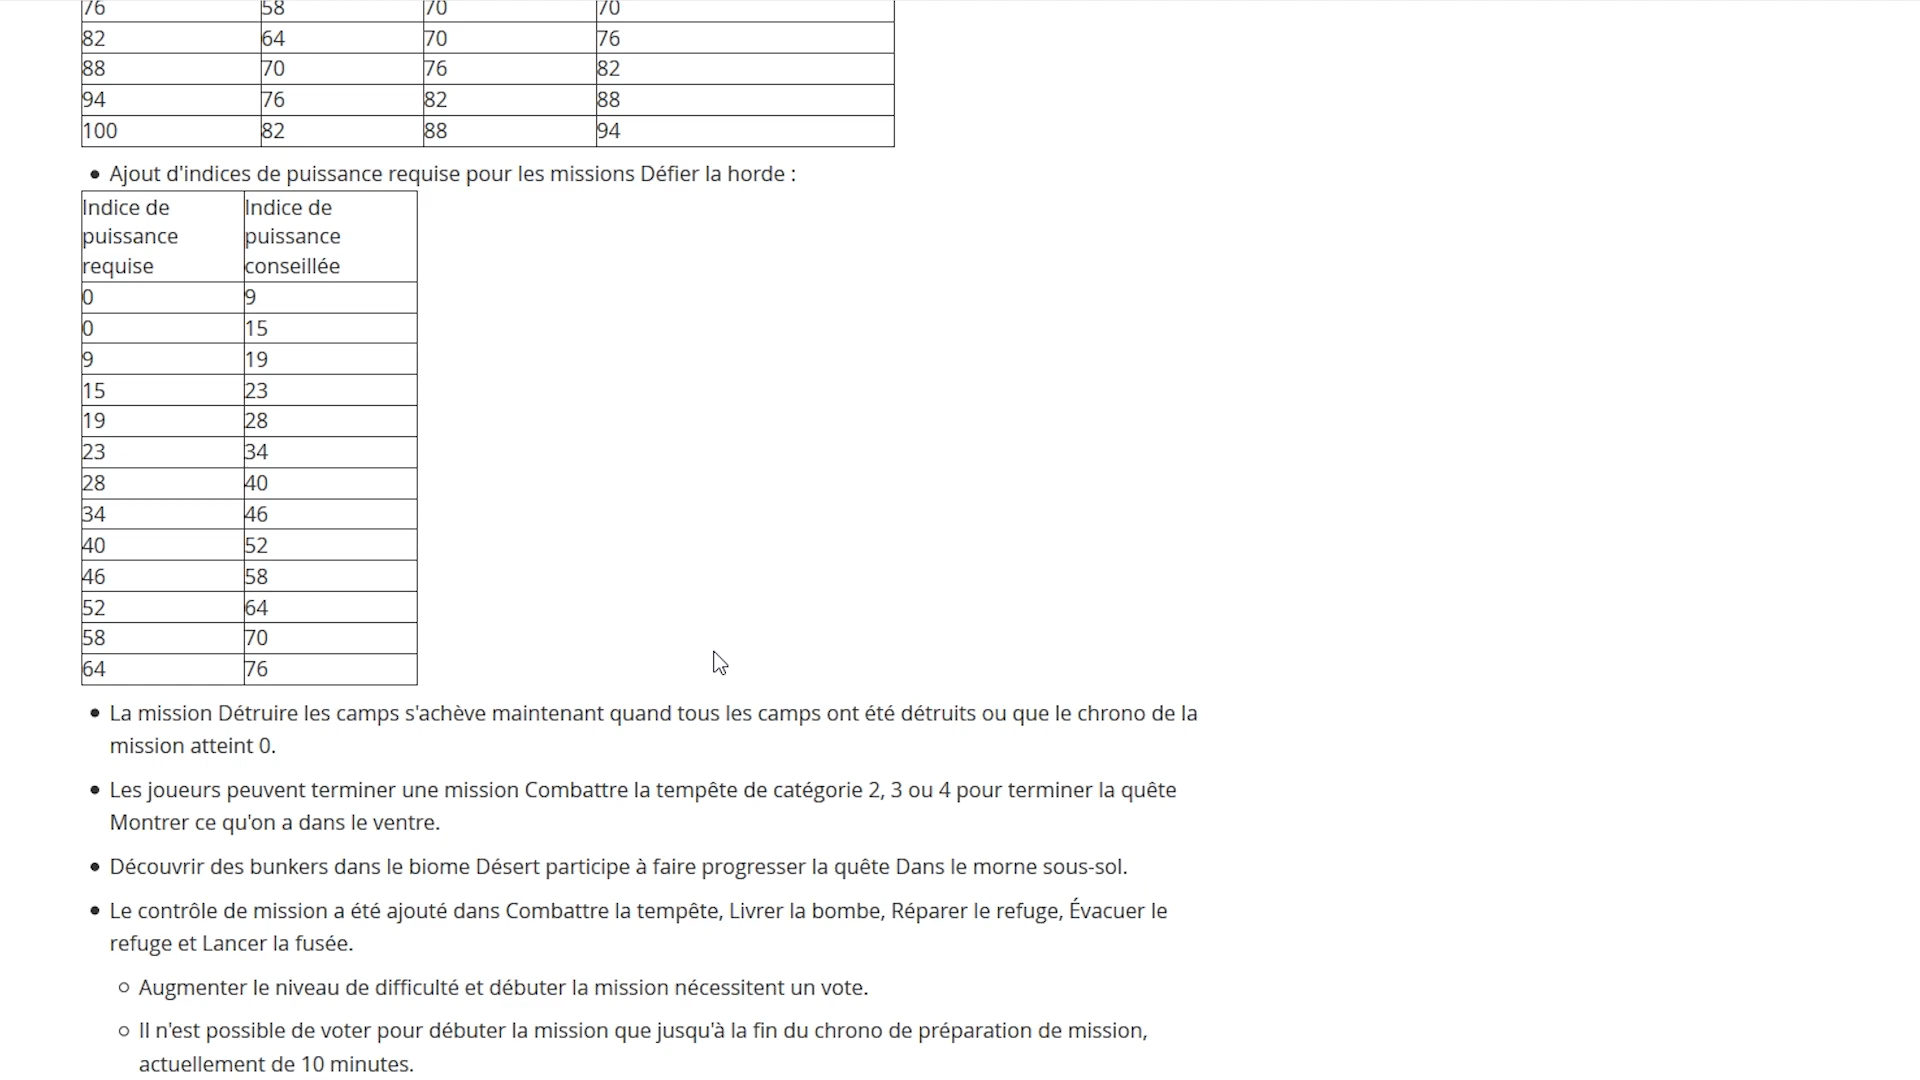 76 58 70 70
82 64 70 76
88 70 76 82
94 76 82 88
100 82 88 94
Ajout d'indices de puissance requise pour les missions Défier la horde :
Indice de puissance requise Indice de puissance conseillée
0 9
0 15
9 19
15 23
19 28
23 34
28 40
34 46
40 52
46 58
52 64
58 70
64 76
La mission Détruire les camps s'achève maintenant quand tous les camps ont été détruits ou que le chrono de la
mission atteint 0.
Les joueurs peuvent terminer une mission Combattre la tempête de catégorie 2, 3 ou 4 pour terminer la quête
Montrer ce qu'on a dans le ventre.
Découvrir des bunkers dans le biome Désert participe à faire progresser la quête Dans le morne sous-sol.
Le contrôle de mission a été ajouté dans Combattre la tempête, Livrer la bombe, Réparer le refuge, Évacuer le
refuge et Lancer la fusée.
Augmenter le niveau de difficulté et débuter la mission nécessitent un vote.
Il n'est possible de voter pour débuter la mission que jusqu'à la fin du chrono de préparation de mission,
actuellement de 10 minutes.